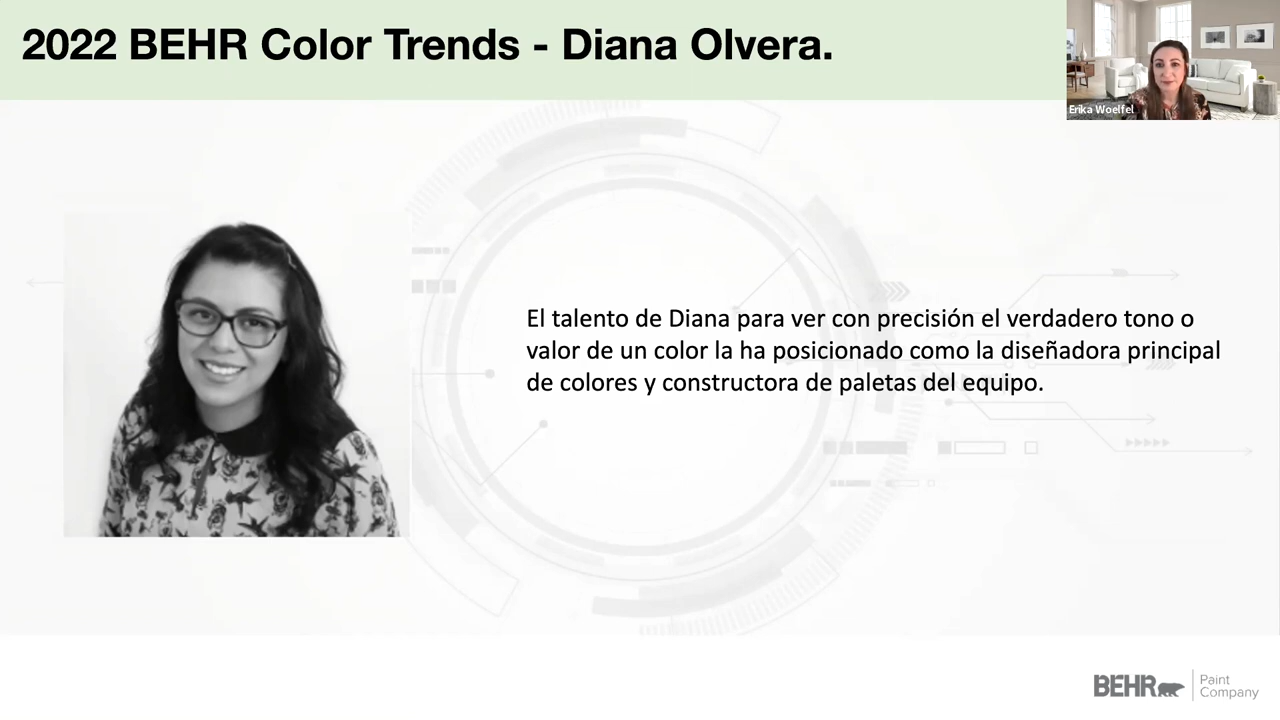 2022 BEHR Color Trends - Diana Olvera.
Erika Woelfel
El talento de Diana para ver con precisión el verdadero tono o
valor de un color la ha posicionado como la diseñadora principal
de colores y constructora de paletas del equipo.
BEHR
Paint
Company